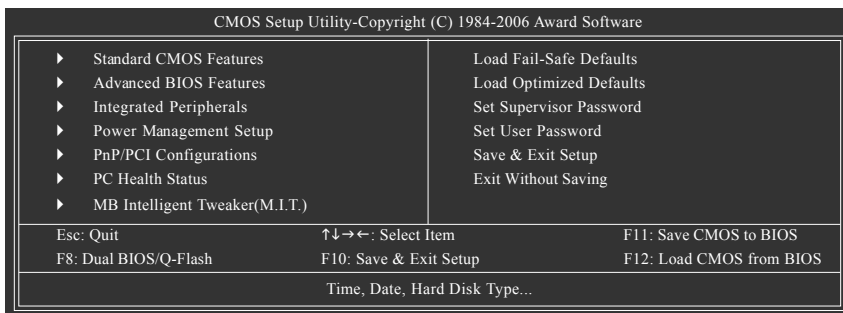 CMOS Setup Utility-Copyright (C) 1984-2006 Award Software
Standard CMOS Features
Advanced BIOS Features
Integrated Peripherals
Power Management Setup
PnP/PCI Configurations
PC Health Status
MB Intelligent Tweaker(M.I.T.)
Load Fail-Safe Defaults
Load Optimized Defaults
Set Supervisor Password
Set User Password
Save & Exit Setup
Exit Without Saving
Esc: Quit ↑↓→←: Select Item F11: Save CMOS to BIOS
F8: Dual BIOS/Q-Flash F10: Save & Exit Setup F12: Load CMOS from BIOS
Time, Date, Hard Disk Type...